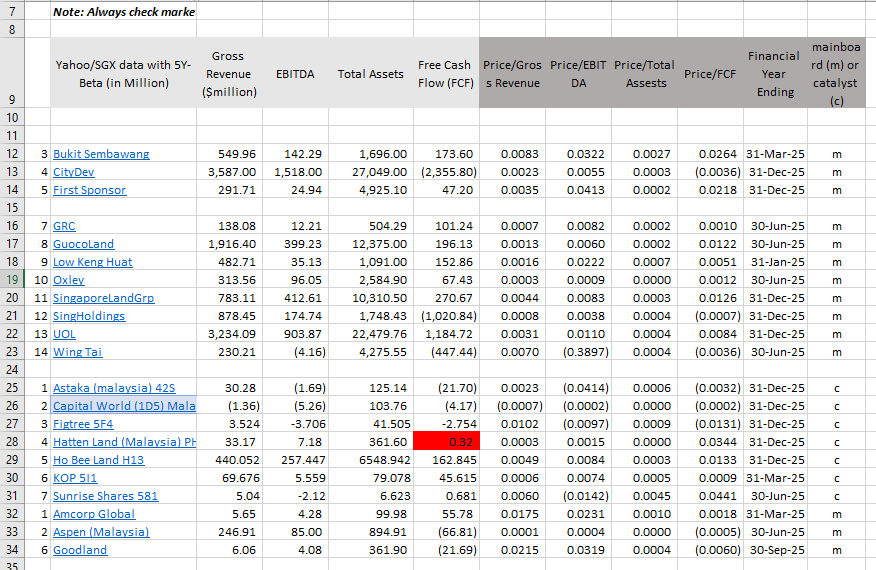 7 Note: Always check marke
8
9 Yahoo/SGX data with 5Y-Beta (in Million) Gross Revenue ($million) EBITDA Total Assets Free Cash Flow (FCF) Price/Gross Revenue Price/EBITDA Price/Total Assests Price/FCF Financial Year Ending mainboard (m) or catalyst (c)
10
11
12 3 Bukit Sembawang 549.96 142.29 1,696.00 173.60 0.0083 0.0322 0.0027 0.0264 31-Mar-25 m
13 4 CityDev 3,587.00 1,518.00 27,049.00 (2,355.80) 0.0023 0.0055 0.0003 (0.0036) 31-Dec-25 m
14 5 First Sponsor 291.71 24.94 4,925.10 47.20 0.0035 0.0413 0.0002 0.0218 31-Dec-25 m
15
16 7 GRC 138.08 12.21 504.29 101.24 0.0007 0.0082 0.0002 0.0010 30-Jun-25 m
17 8 GuocoLand 1,916.40 399.23 12,375.00 196.13 0.0013 0.0060 0.0002 0.0122 30-Jun-25 m
18 9 Low Keng Huat 482.71 35.13 1,091.00 152.86 0.0016 0.0222 0.0007 0.0051 31-Jan-25 m
19 10 Oxley 313.56 96.05 2,584.90 67.43 0.0003 0.0009 0.0000 0.0012 30-Jun-25 m
20 11 SingaporeLandGrp 783.11 412.61 10,310.50 270.67 0.0044 0.0083 0.0003 0.0126 31-Dec-25 m
21 12 SingHoldings 878.45 174.74 1,748.43 (1,020.84) 0.0008 0.0038 0.0004 (0.0007) 31-Dec-25 m
22 13 UOL 3,234.09 903.87 22,479.76 1,184.72 0.0031 0.0110 0.0004 0.0084 31-Dec-25 m
23 14 Wing Tai 230.21 (4.16) 4,275.55 (447.44) 0.0070 (0.3897) 0.0004 (0.0036) 30-Jun-25 m
24
25 1 Astaka (malaysia) 42S 30.28 (1.69) 125.14 (21.70) 0.0023 (0.0414) 0.0006 (0.0032) 31-Dec-25 c
26 2 Capital World (1D5) Mala (1.36) (5.26) 103.76 (4.17) (0.0007) (0.0002) 0.0000 (0.0002) 31-Dec-25 c
27 3 Figtree 5F4 3.524 -3.706 41.505 -2.754 0.0102 (0.0097) 0.0009 (0.0131) 31-Dec-25 c
28 4 Hatten Land (Malaysia) PH 33.17 7.18 361.60 0.32 0.0003 0.0015 0.0000 0.0344 31-Dec-25 c
29 5 Ho Bee Land H13 440.052 257.447 6548.942 162.845 0.0049 0.0084 0.0003 0.0133 31-Dec-25 c
30 6 KOP 5I1 69.676 5.559 79.078 45.615 0.0006 0.0074 0.0005 0.0009 31-Mar-25 c
31 7 Sunrise Shares 581 5.04 -2.12 6.623 0.681 0.0060 (0.0142) 0.0045 0.0441 30-Jun-25 c
32 1 Amcorp Global 5.65 4.28 99.98 55.78 0.0175 0.0231 0.0010 0.0018 31-Mar-25 m
33 2 Aspen (Malaysia) 246.91 85.00 894.91 (66.81) 0.0001 0.0004 0.0000 (0.0005) 30-Jun-25 m
34 6 Goodland 6.06 4.08 361.90 (21.69) 0.0215 0.0319 0.0004 (0.0060) 30-Sep-25 m
35